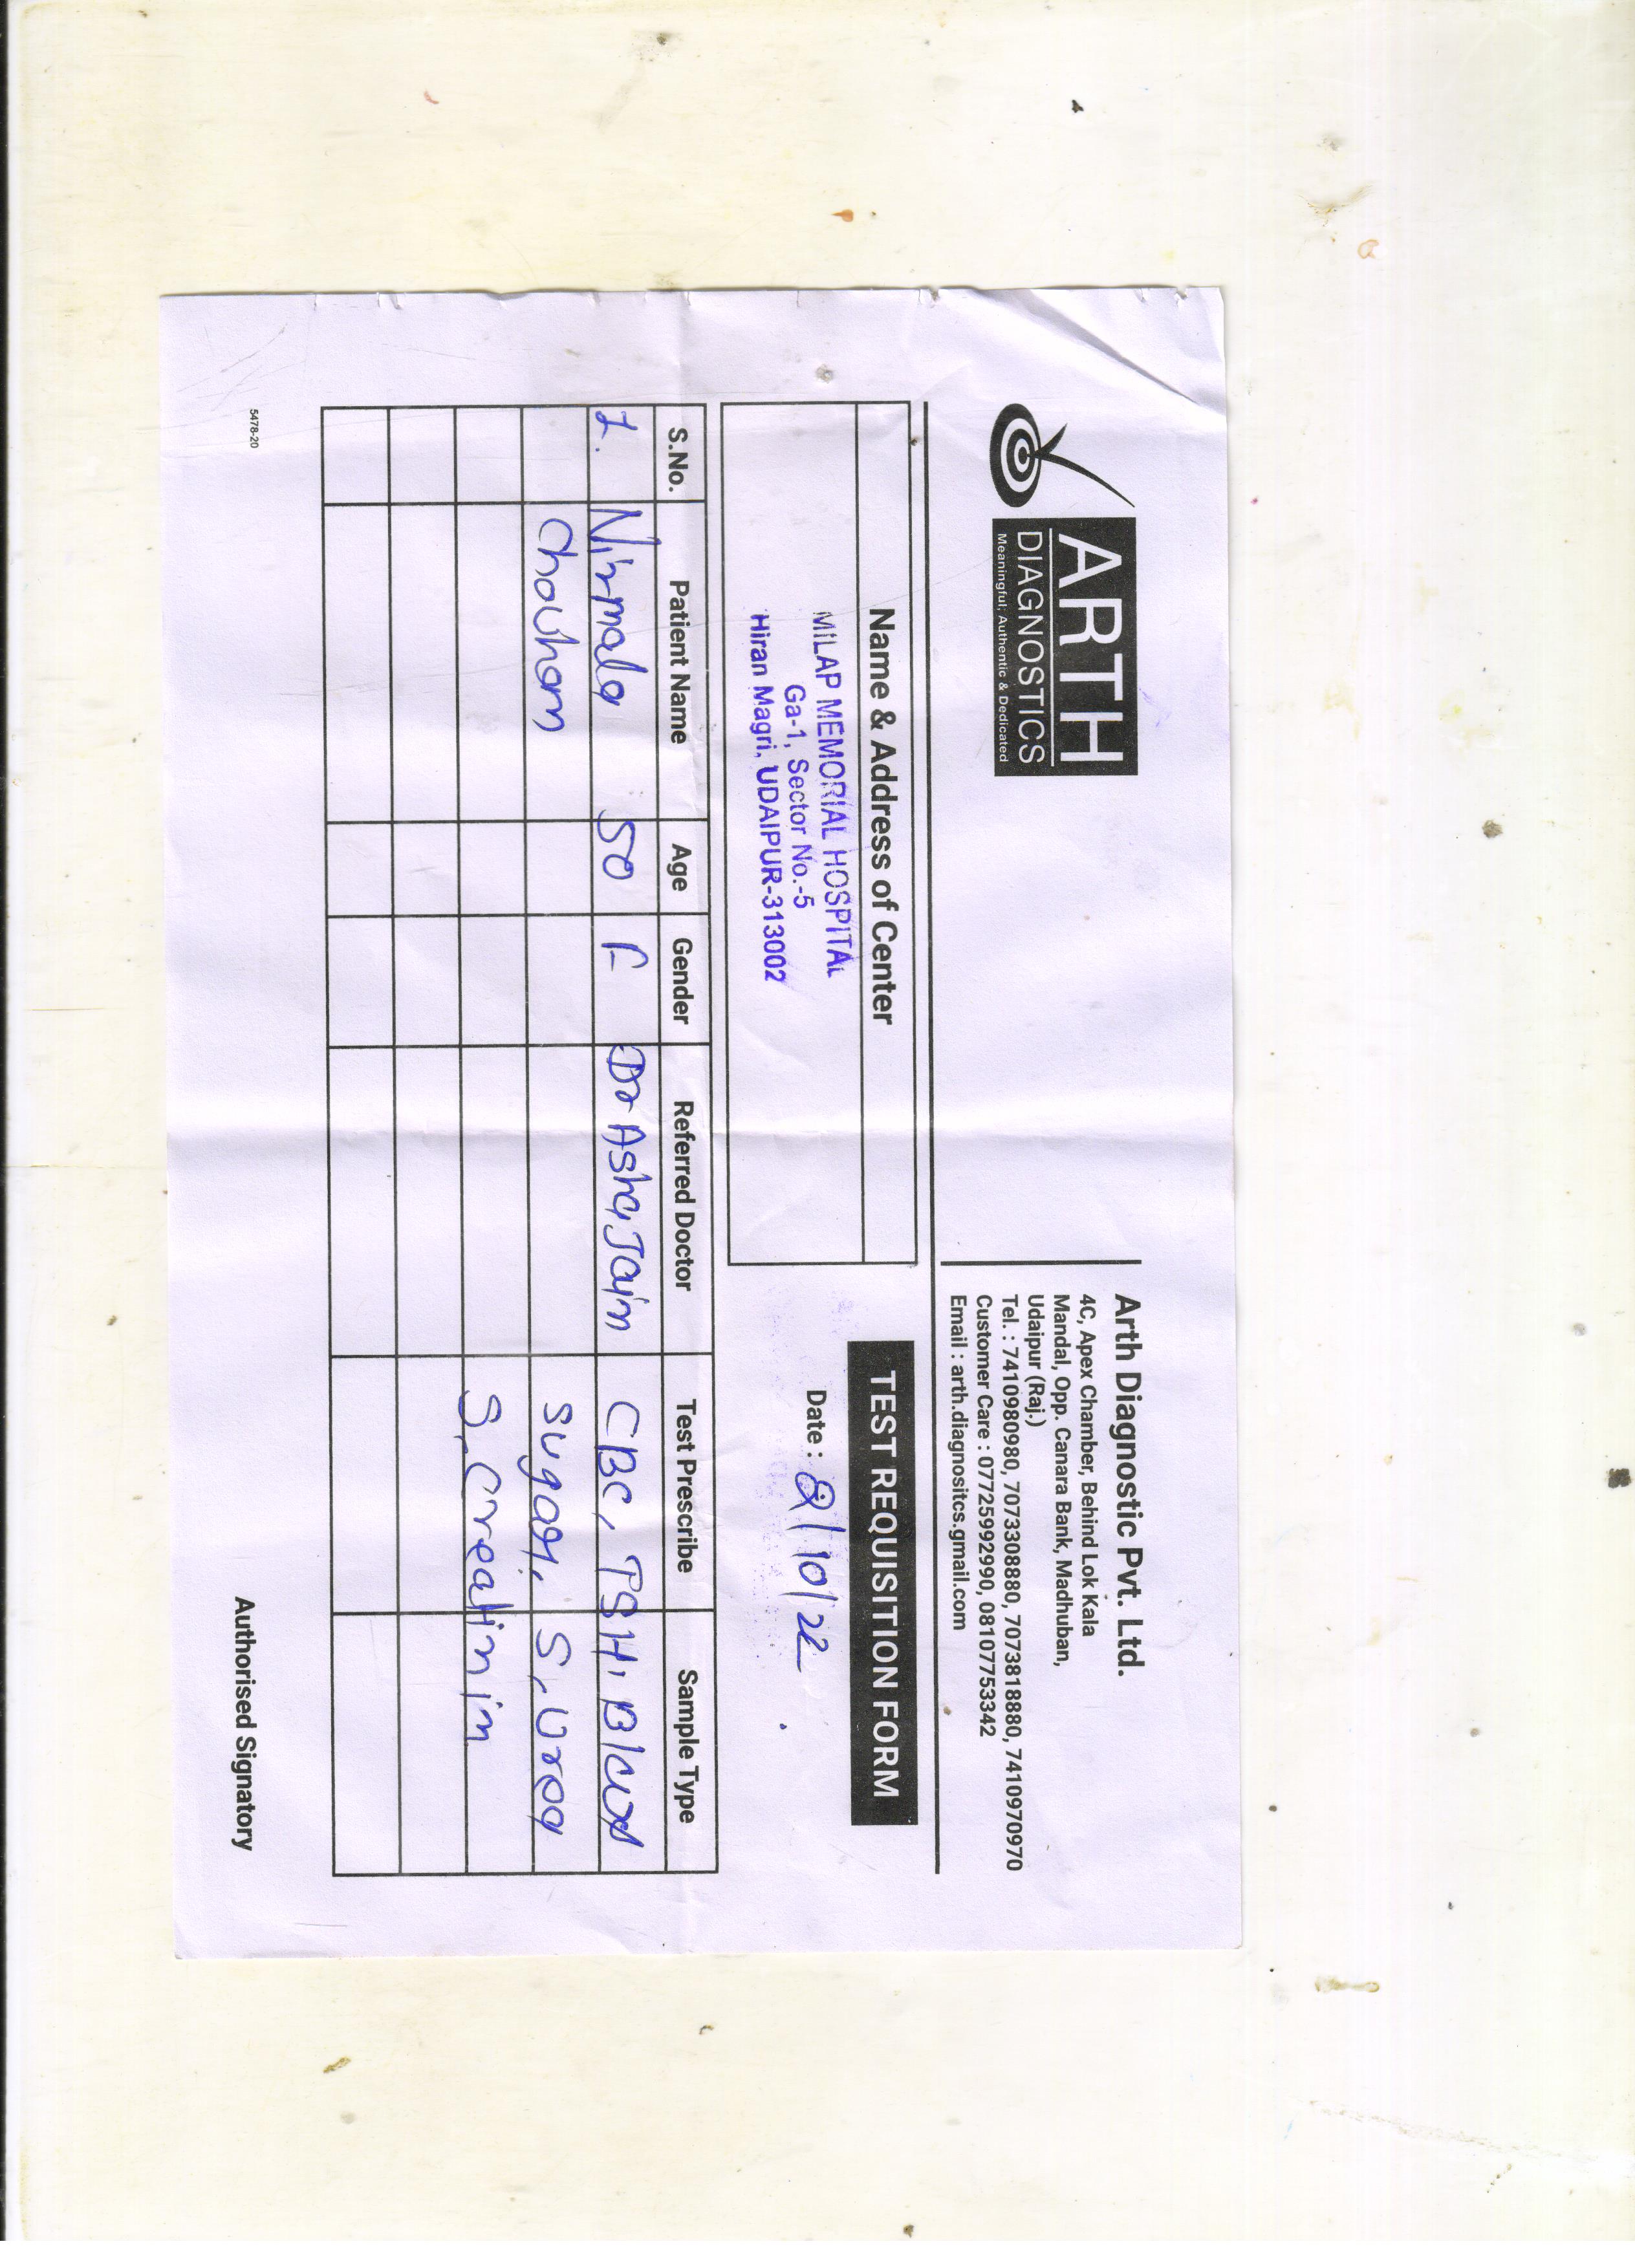 ARTH
DIAGNOSTICS
Meaningful, Authentic & Dedicated
Arth Diagnostic Pvt. Ltd.
4C, Apex Chamber, Behind Lok Kala
Mandal, Opp. Canara Bank, Madhuban,
Udaipur (Raj.)
Tel. : 7410980980, 7073308880, 7073818880, 7410970970
Customer Care : 07725992990, 08107753342
Email : arth.diagnositcs.gmail.com
Name & Address of Center
MILAP MEMORIAL HOSPITAL
Ga-1, Sector No.-5
Hiran Magri, UDAIPUR-313002
TEST REQUISITION FORM
Date : 2/10/22
S.No. Patient Name Age Gender Referred Doctor Test Prescribe Sample Type
1. Nirmala 50 F Dr Asha Jain CBC, TSH, Blood
Chouhan Sugar, S. Urea
S. Creatinin
5478-20
Authorised Signatory